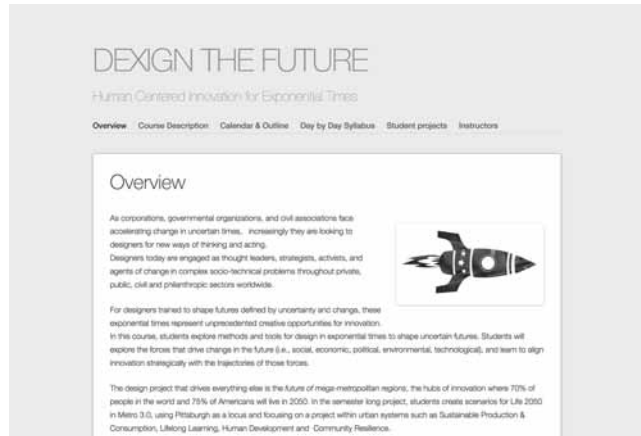 DEXIGN THE FUTURE
Human Centered Innovation for Exponential Times
Overview Course Description Calendar & Outline Day by Day Syllabus Student projects Instructors
Overview
As corporations, governmental organizations, and civil associations face
accelerating change in uncertain times, increasingly they are looking to
designers for new ways of thinking and acting.
Designers today are engaged as thought leaders, strategists, activists, and
agents of change in complex socio-technical problems throughout private,
public, civil and philanthropic sectors worldwide.
For designers trained to shape futures defined by uncertainty and change, these
exponential times represent unprecedented creative opportunities for innovation.
In this course, students explore methods and tools for design in exponential times to shape uncertain futures. Students will
explore the forces that drive change in the future (i.e., social, economic, political, environmental, technological), and learn to align
innovation strategically with the trajectories of those forces.
The design project that drives everything else is the future of mega-metropolitan regions, the hubs of innovation where 70% of
people in the world and 75% of Americans will live in 2050. In the semester long project, students create scenarios for Life 2050
in Metro 3.0, using Pittsburgh as a locus and focusing on a project within urban systems such as Sustainable Production &
Consumption, Lifelong Learning, Human Development and Community Resilience.